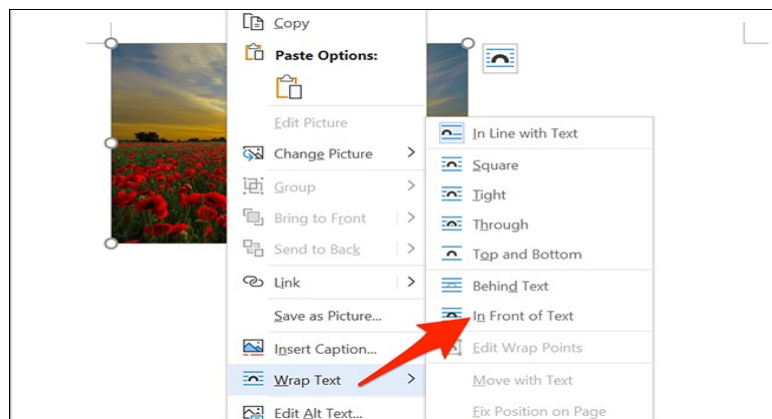 Copy
Paste Options:
Edit Picture
Change Picture
Group
Bring to Front
Send to Back
Link
Save as Picture...
Insert Caption...
Wrap Text
Edit Alt Text...
In Line with Text
Square
Tight
Through
Top and Bottom
Behind Text
In Front of Text
Edit Wrap Points
Move with Text
Fix Position on Page